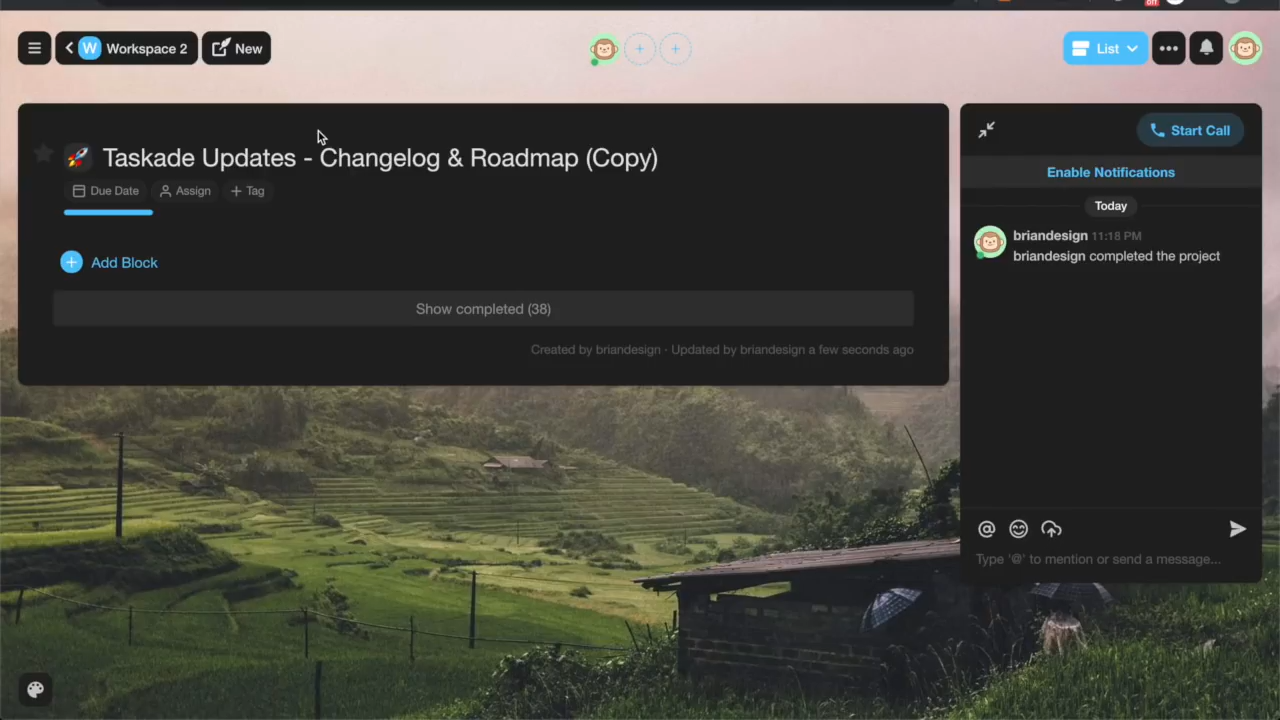 off
W Workspace 2
New
List
Taskade Updates - Changelog & Roadmap (Copy)
Due Date
Assign
Tag
Add Block
Show completed (38)
Created by briandesign · Updated by briandesign a few seconds ago
Start Call
Enable Notifications
Today
briandesign 11:18 PM
briandesign completed the project
Type '@' to mention or send a message...